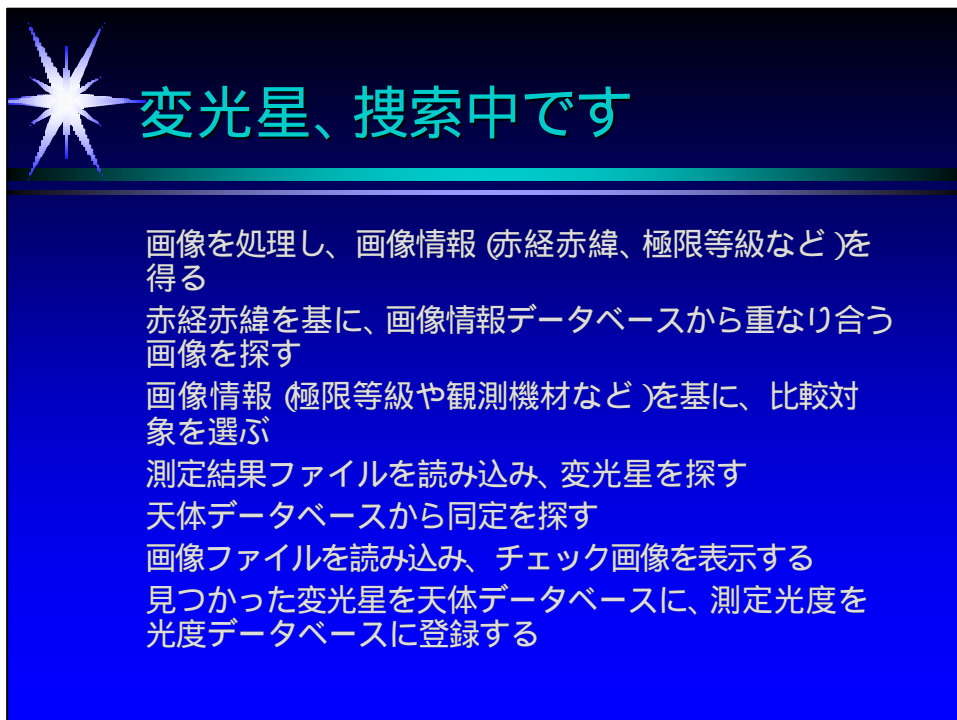 変光星、捜索中です
画像を処理し、画像情報(赤経赤緯、極限等級など)を
得る
赤経赤緯を基に、画像情報データベースから重なり合う
画像を探す
画像情報(極限等級や観測機材など)を基に、比較対
象を選ぶ
測定結果ファイルを読み込み、変光星を探す
天体データベースから同定を探す
画像ファイルを読み込み、チェック画像を表示する
見つかった変光星を天体データベースに、測定光度を
光度データベースに登録する